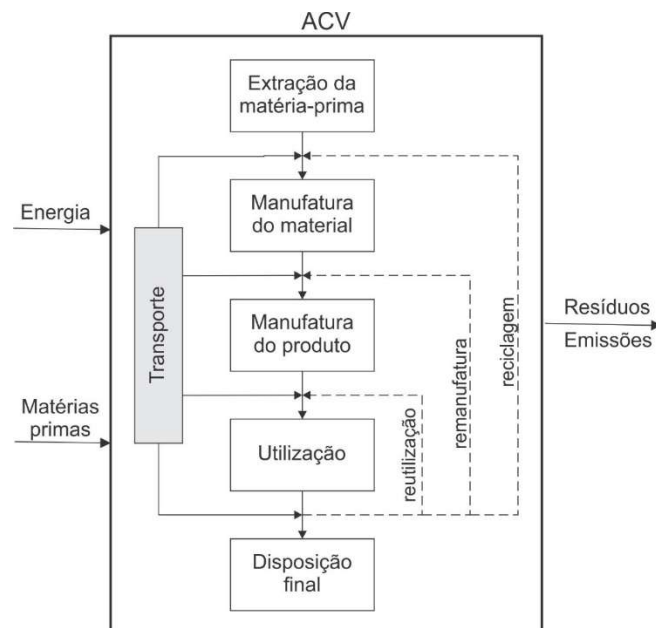 ACV
Extração da
matéria-prima
Energia
Manufatura
do material
Transporte
Manufatura
do produto
Resíduos
Emissões
reciclagem
remanufatura
reutilização
Matérias
primas
Utilização
Disposição
final